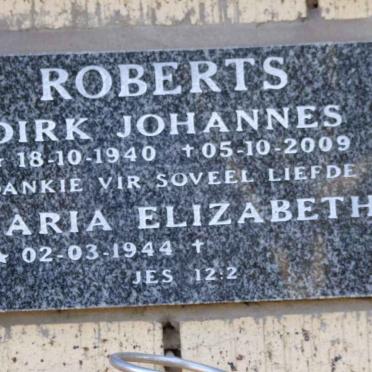 ROBERTS
DIRK JOHANNES
* 18-10-1940 † 05-10-2009
DANKIE VIR SOVEEL LIEFDE
MARIA ELIZABETH
* 02-03-1944 †
JES 12:2